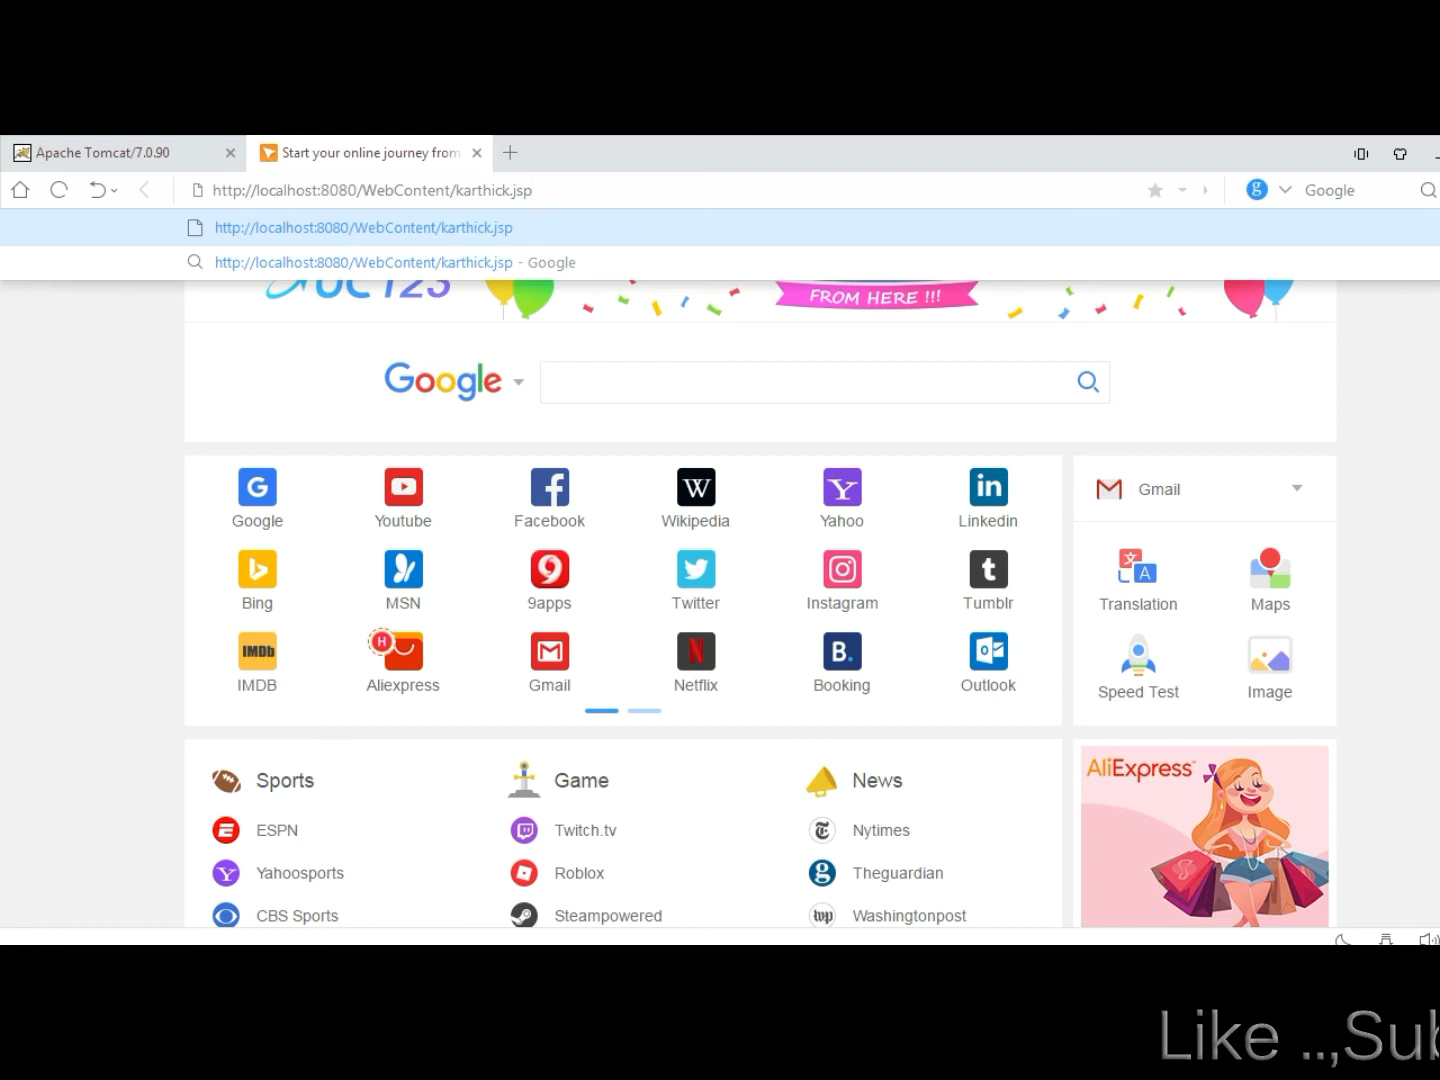 Apache Tomcat/7.0.90
Start your online journey from
http://localhost:8080/WebContent/karthick.jsp
Google
http://localhost:8080/WebContent/karthick.jsp
http://localhost:8080/WebContent/karthick.jsp - Google
UC 123
FROM HERE !!!
Google
Google Youtube Facebook Wikipedia Yahoo Linkedin
Bing MSN 9apps Twitter Instagram Tumblr
IMDb
H
B.
IMDB Aliexpress Gmail Netflix Booking Outlook
Gmail
Translation Maps
Speed Test Image
Sports Game News
ESPN Twitch.tv Nytimes
Yahoosports Roblox Theguardian
CBS Sports Steampowered Washingtonpost
AliExpress
Like ..,Sub